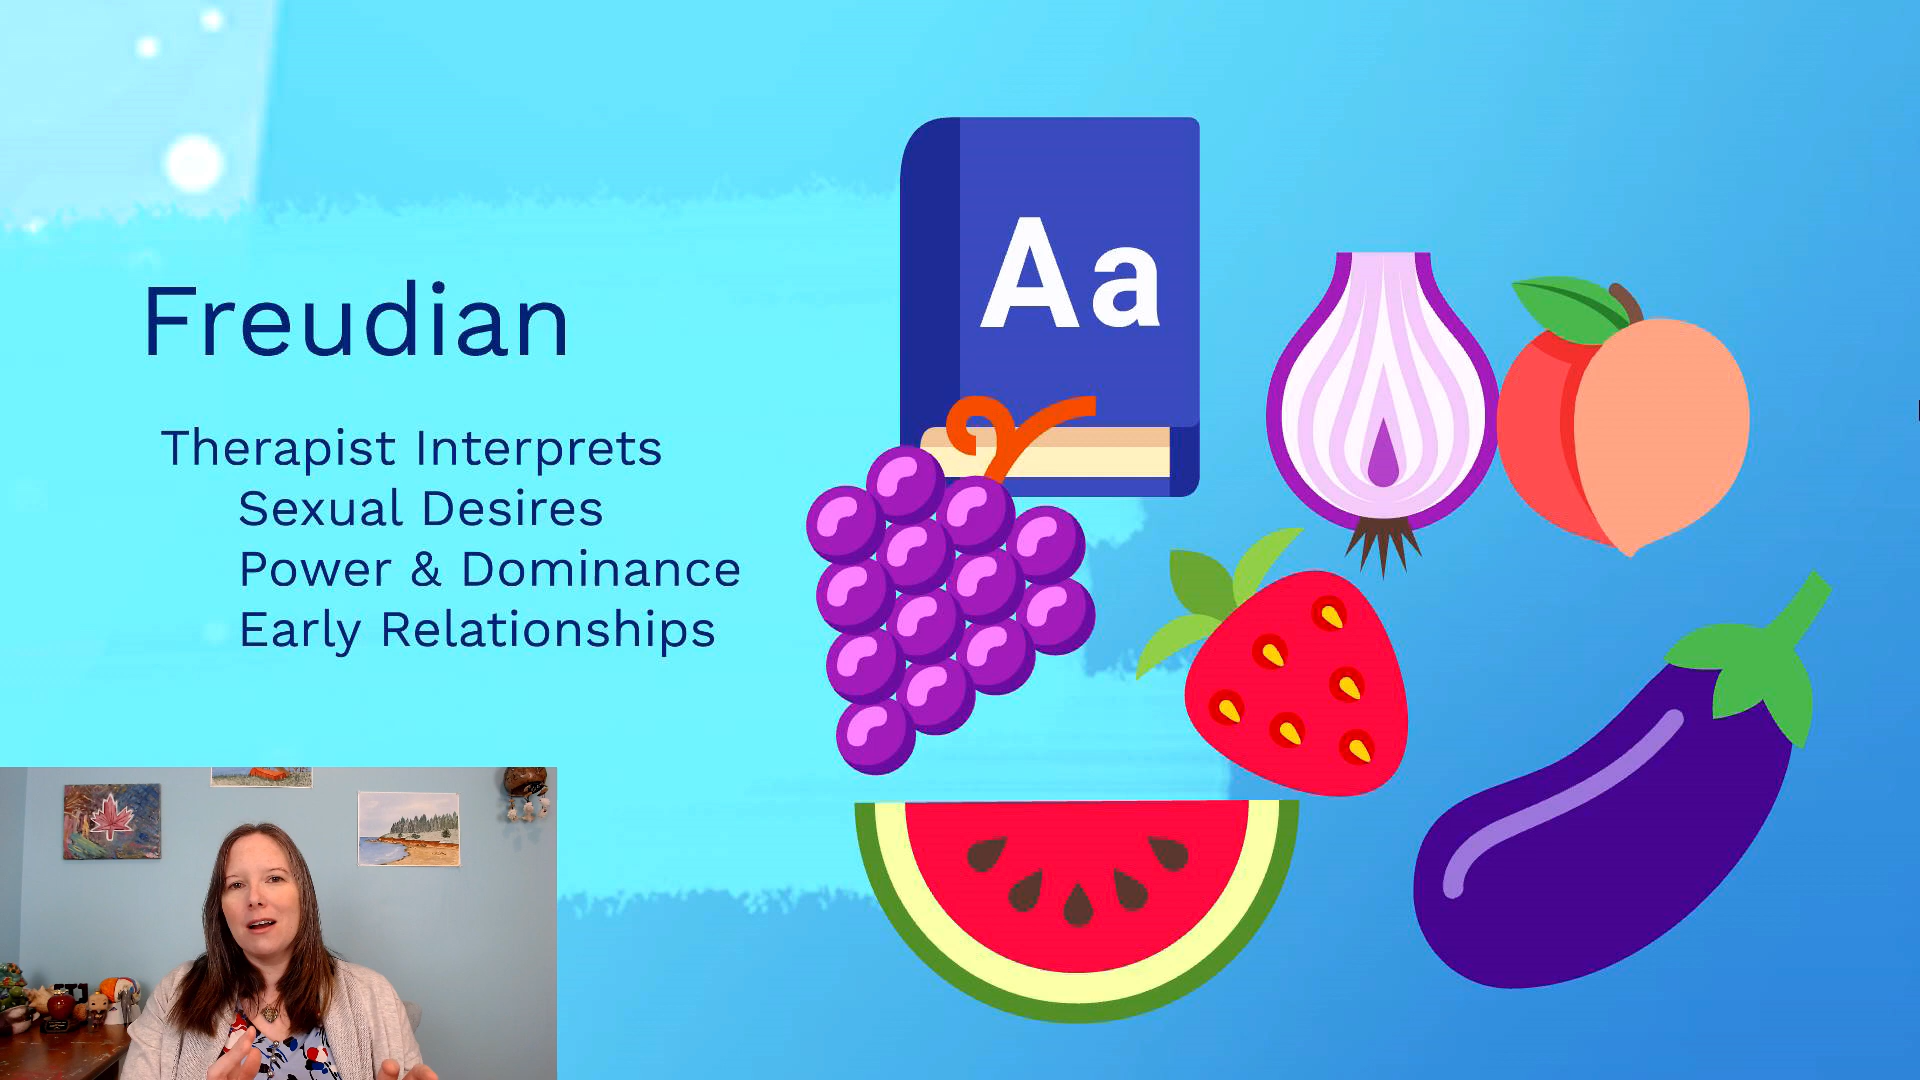 Freudian
Therapist Interprets
Sexual Desires
Power & Dominance
Early Relationships
Aa